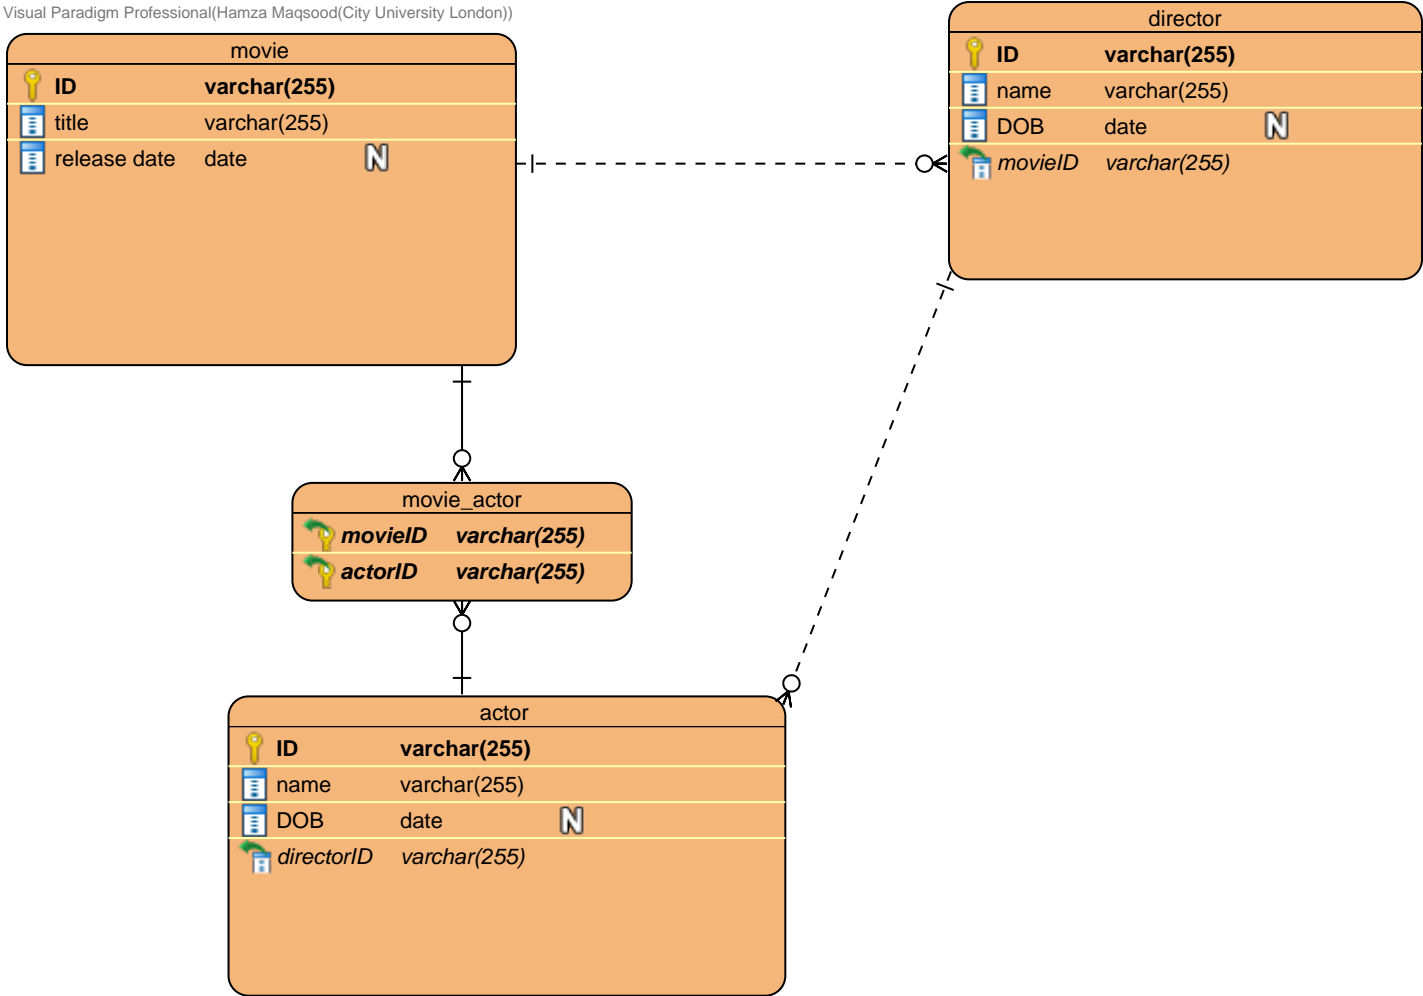 Visual Paradigm Professional(Hamza Maqsood(City University London))
movie
ID varchar(255)
title varchar(255)
release date date N
director
ID varchar(255)
name varchar(255)
DOB date N
movieID varchar(255)
movie_actor
movieID varchar(255)
actorID varchar(255)
actor
ID varchar(255)
name varchar(255)
DOB date N
directorID varchar(255)